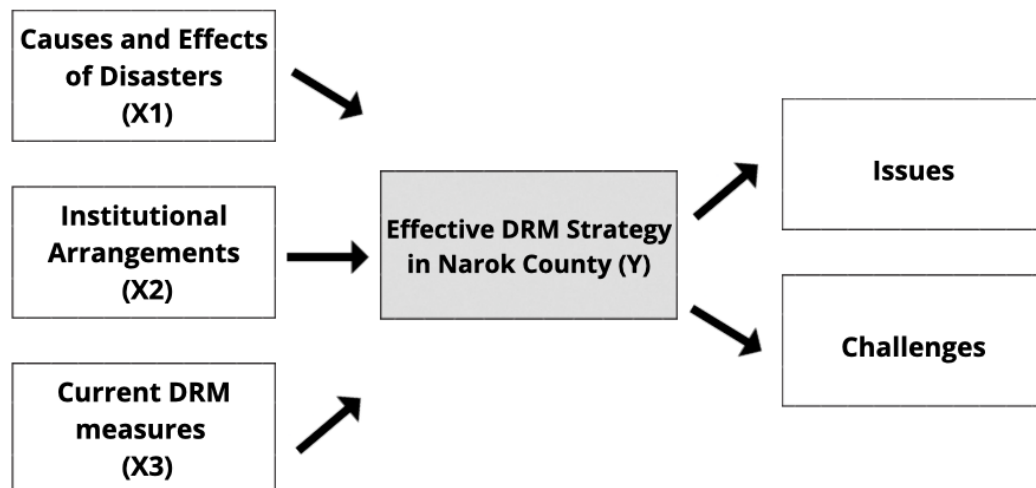 Causes and Effects
of Disasters
(X1)
Institutional
Arrangements
(X2)
Current DRM
measures
(X3)
Effective DRM Strategy
in Narok County (Y)
Issues
Challenges